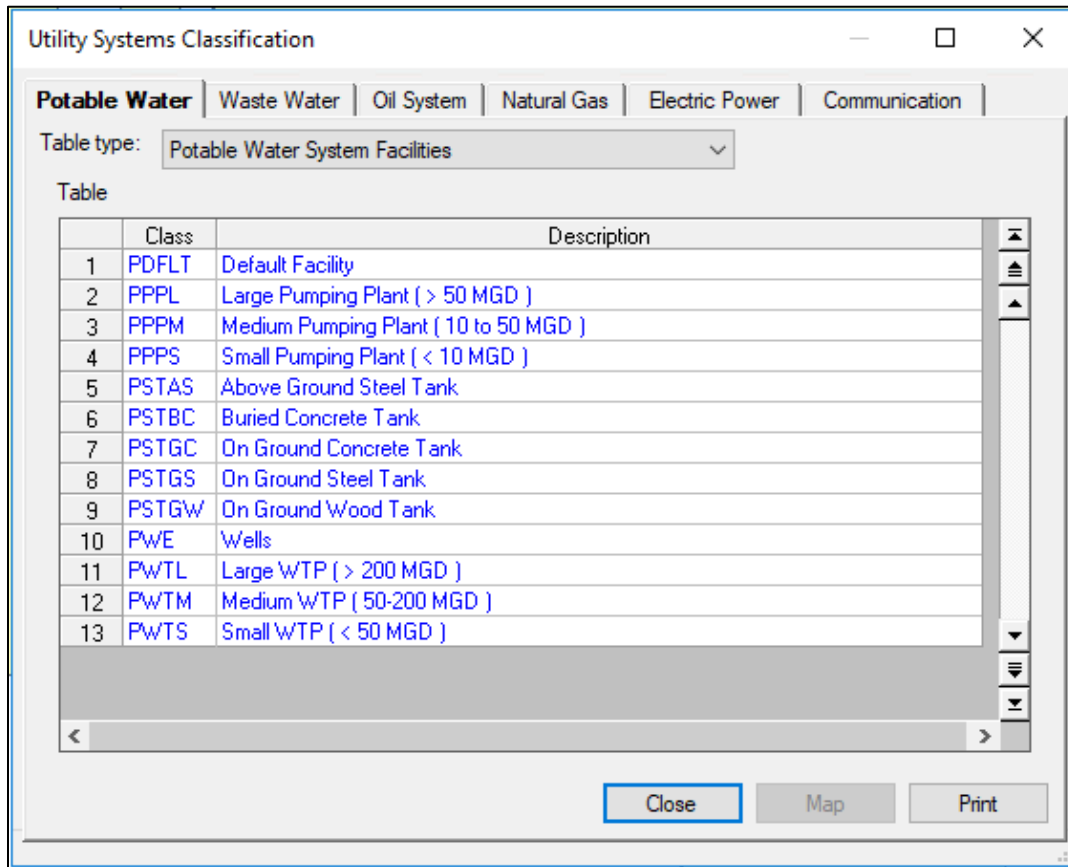 Utility Systems Classification
Potable Water Waste Water Oil System Natural Gas Electric Power Communication
Table type: Potable Water System Facilities
Table
Class Description
1 PDFLT Default Facility
2 PPPL Large Pumping Plant ( > 50 MGD )
3 PPPM Medium Pumping Plant ( 10 to 50 MGD )
4 PPPS Small Pumping Plant ( < 10 MGD )
5 PSTAS Above Ground Steel Tank
6 PSTBC Buried Concrete Tank
7 PSTGC On Ground Concrete Tank
8 PSTGS On Ground Steel Tank
9 PSTGW On Ground Wood Tank
10 PWE Wells
11 PWTL Large WTP ( > 200 MGD )
12 PWTM Medium WTP ( 50-200 MGD )
13 PWTS Small WTP ( < 50 MGD )
Close Map Print